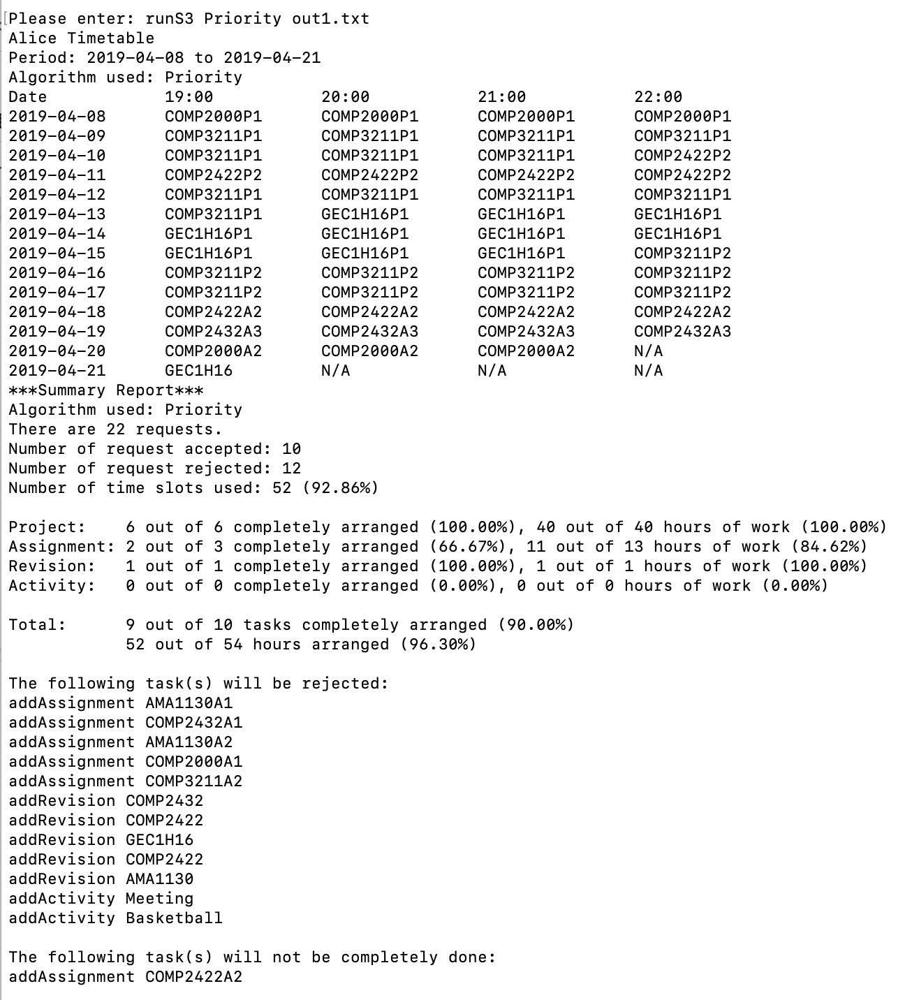 Please enter: runS3 Priority out1.txt
Alice Timetable
Period: 2019-04-08 to 2019-04-21
Algorithm used: Priority
Date 19:00 20:00 21:00 22:00
2019-04-08 COMP2000P1 COMP2000P1 COMP2000P1 COMP2000P1
2019-04-09 COMP3211P1 COMP3211P1 COMP3211P1 COMP3211P1
2019-04-10 COMP3211P1 COMP3211P1 COMP3211P1 COMP2422P2
2019-04-11 COMP2422P2 COMP2422P2 COMP2422P2 COMP2422P2
2019-04-12 COMP3211P1 COMP3211P1 COMP3211P1 COMP3211P1
2019-04-13 COMP3211P1 GEC1H16P1 GEC1H16P1 GEC1H16P1
2019-04-14 GEC1H16P1 GEC1H16P1 GEC1H16P1 GEC1H16P1
2019-04-15 GEC1H16P1 GEC1H16P1 GEC1H16P1 COMP3211P2
2019-04-16 COMP3211P2 COMP3211P2 COMP3211P2 COMP3211P2
2019-04-17 COMP3211P2 COMP3211P2 COMP3211P2 COMP3211P2
2019-04-18 COMP2422A2 COMP2422A2 COMP2422A2 COMP2422A2
2019-04-19 COMP2432A3 COMP2432A3 COMP2432A3 COMP2432A3
2019-04-20 COMP2000A2 COMP2000A2 COMP2000A2 N/A
2019-04-21 GEC1H16 N/A N/A N/A
***Summary Report***
Algorithm used: Priority
There are 22 requests.
Number of request accepted: 10
Number of request rejected: 12
Number of time slots used: 52 (92.86%)
Project: 6 out of 6 completely arranged (100.00%), 40 out of 40 hours of work (100.00%)
Assignment: 2 out of 3 completely arranged (66.67%), 11 out of 13 hours of work (84.62%)
Revision: 1 out of 1 completely arranged (100.00%), 1 out of 1 hours of work (100.00%)
Activity: 0 out of 0 completely arranged (0.00%), 0 out of 0 hours of work (0.00%)
Total: 9 out of 10 tasks completely arranged (90.00%)
52 out of 54 hours arranged (96.30%)
The following task(s) will be rejected:
addAssignment AMA1130A1
addAssignment COMP2432A1
addAssignment AMA1130A2
addAssignment COMP2000A1
addAssignment COMP3211A2
addRevision COMP2432
addRevision COMP2422
addRevision GEC1H16
addRevision COMP2422
addRevision AMA1130
addActivity Meeting
addActivity Basketball
The following task(s) will not be completely done:
addAssignment COMP2422A2